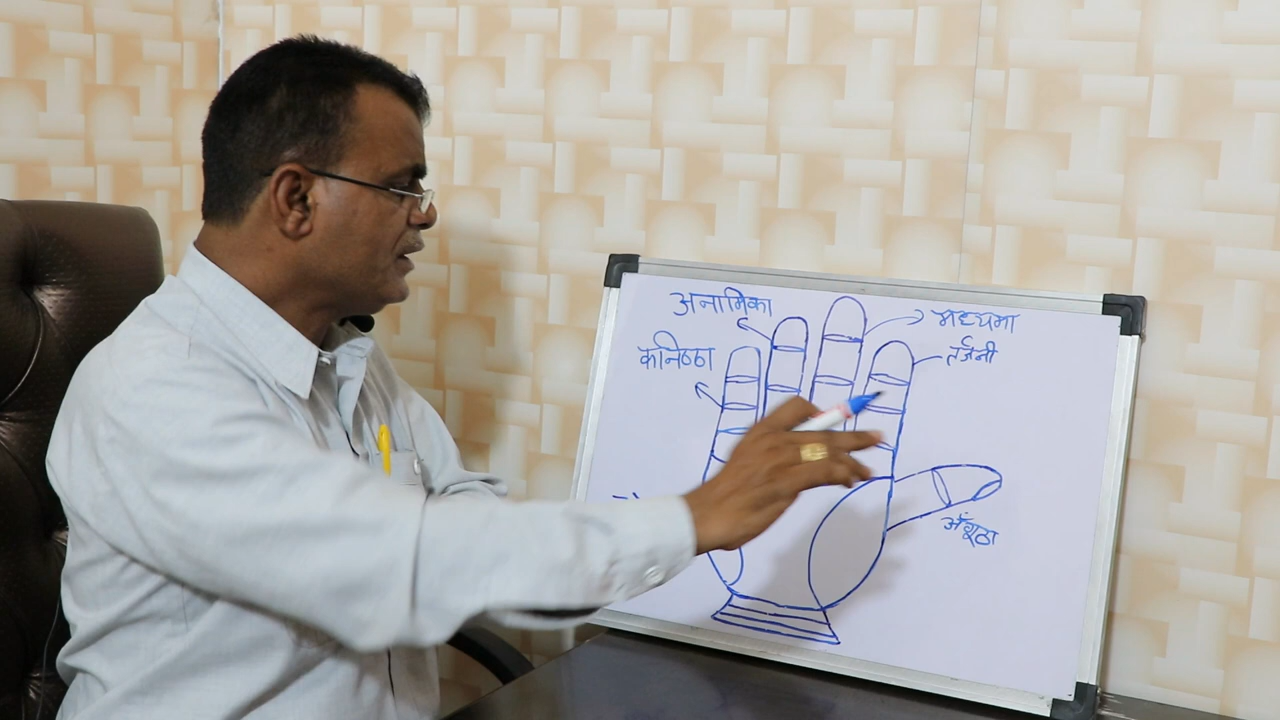 अनामिका
मध्यमा
कनिष्ठा
तर्जनी
अँगूठा